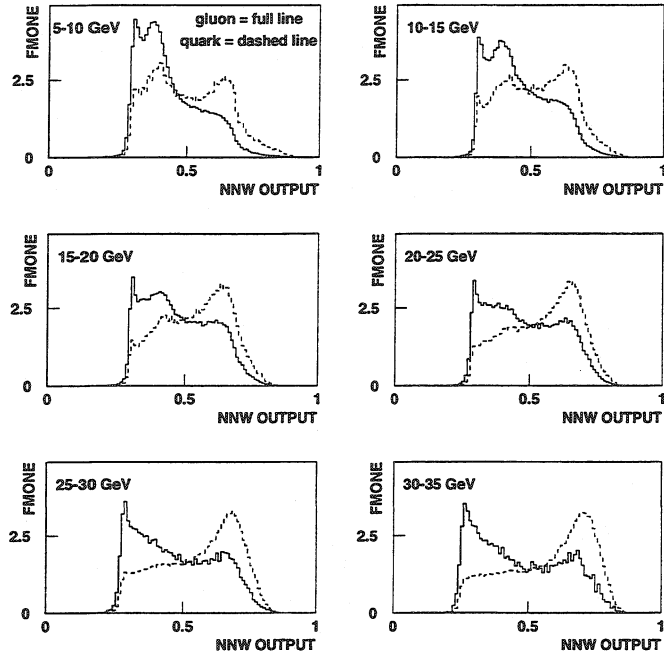 FMONE
5-10 GeV
gluon = full line
quark = dashed line
2.5
0
0.5
1
NNW OUTPUT
FMONE
10-15 GeV
2.5
0
0
0.5
1
NNW OUTPUT
FMONE
15-20 GeV
2.5
0
0
0.5
1
NNW OUTPUT
FMONE
20-25 GeV
2.5
0
0
0.5
1
NNW OUTPUT
FMONE
25-30 GeV
2.5
0
0
0.5
1
NNW OUTPUT
FMONE
30-35 GeV
2.5
0
0
0.5
1
NNW OUTPUT